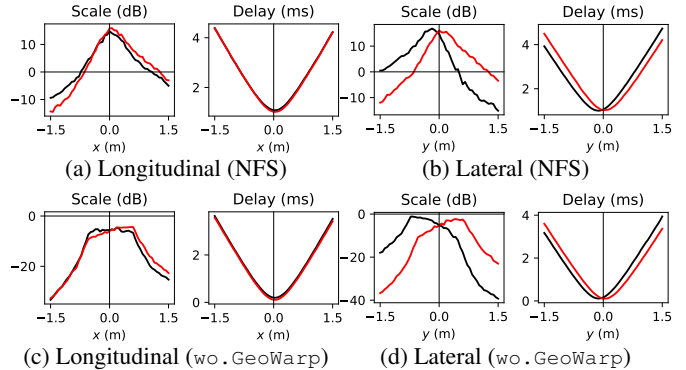 Scale (dB) Delay (ms) Scale (dB) Delay (ms)
10 0 −10
4 2
10 0 −10
4 2
−1.5 0.0 1.5 −1.5 0.0 1.5 −1.5 0.0 1.5 −1.5 0.0 1.5
x (m) x (m) y (m) y (m)
(a) Longitudinal (NFS) (b) Lateral (NFS)
Scale (dB) Delay (ms) Scale (dB) Delay (ms)
0 −20
2 0
0 −20 −40
4 2 0
−1.5 0.0 1.5 −1.5 0.0 1.5 −1.5 0.0 1.5 −1.5 0.0 1.5
x (m) x (m) y (m) y (m)
(c) Longitudinal (wo.GeoWarp) (d) Lateral (wo.GeoWarp)